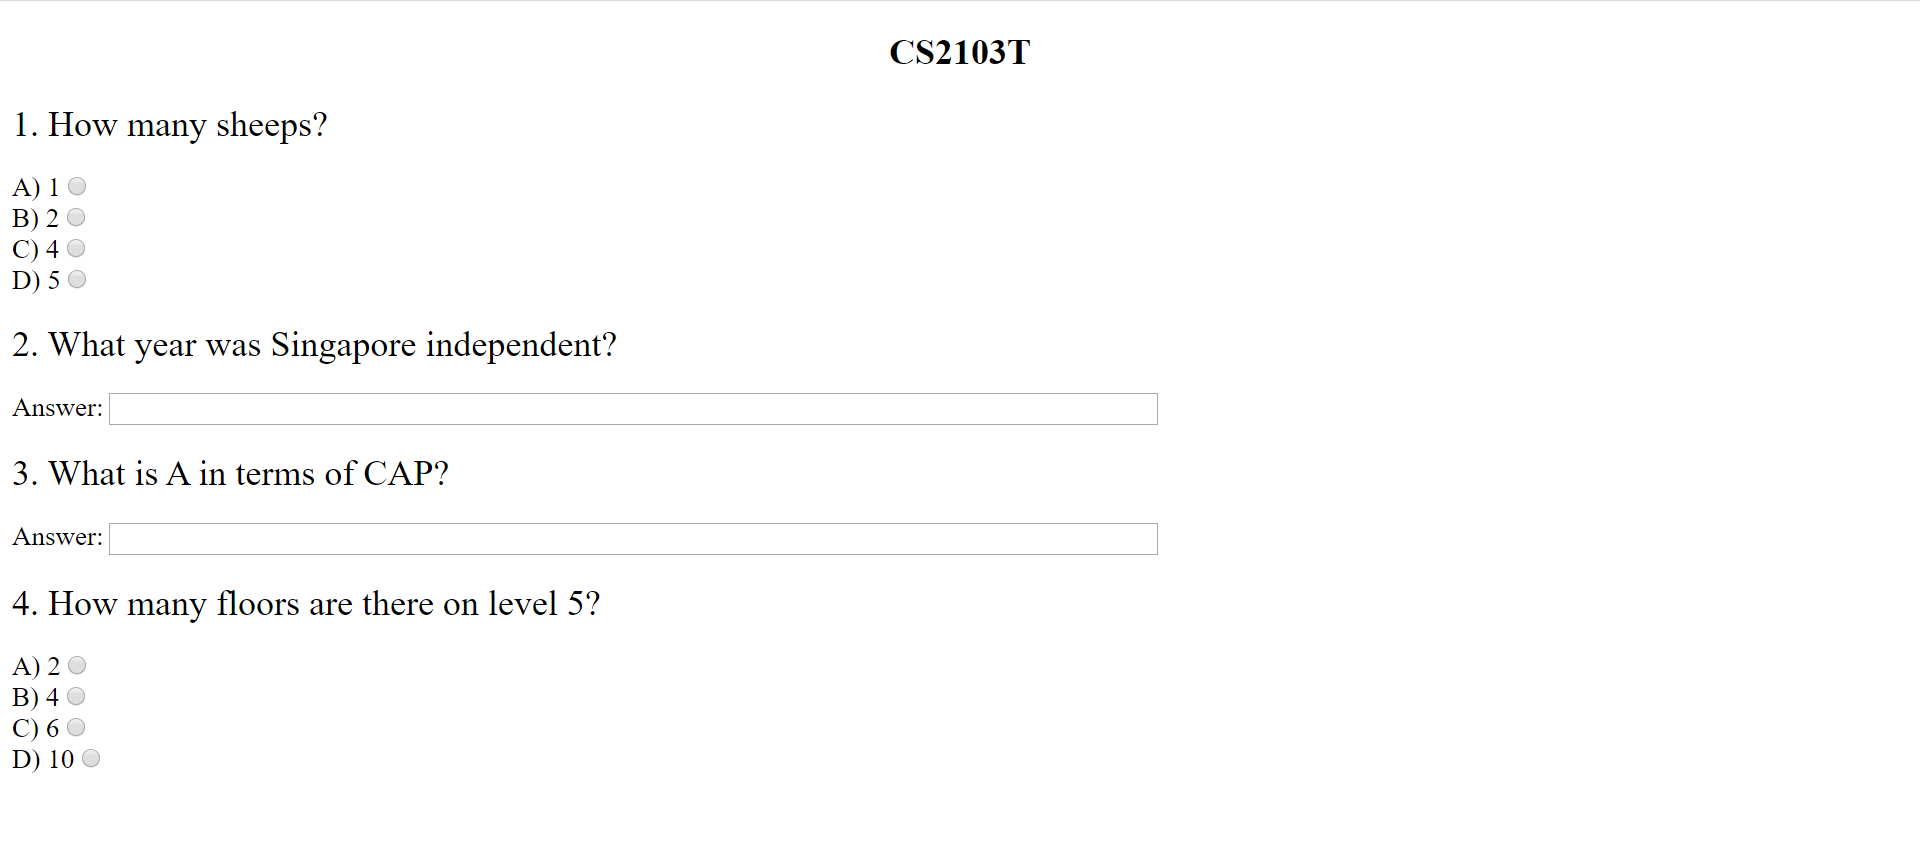 CS2103T
1. How many sheeps?
A) 1
B) 2
C) 4
D) 5
2. What year was Singapore independent?
Answer:
3. What is A in terms of CAP?
Answer:
4. How many floors are there on level 5?
A) 2
B) 4
C) 6
D) 10